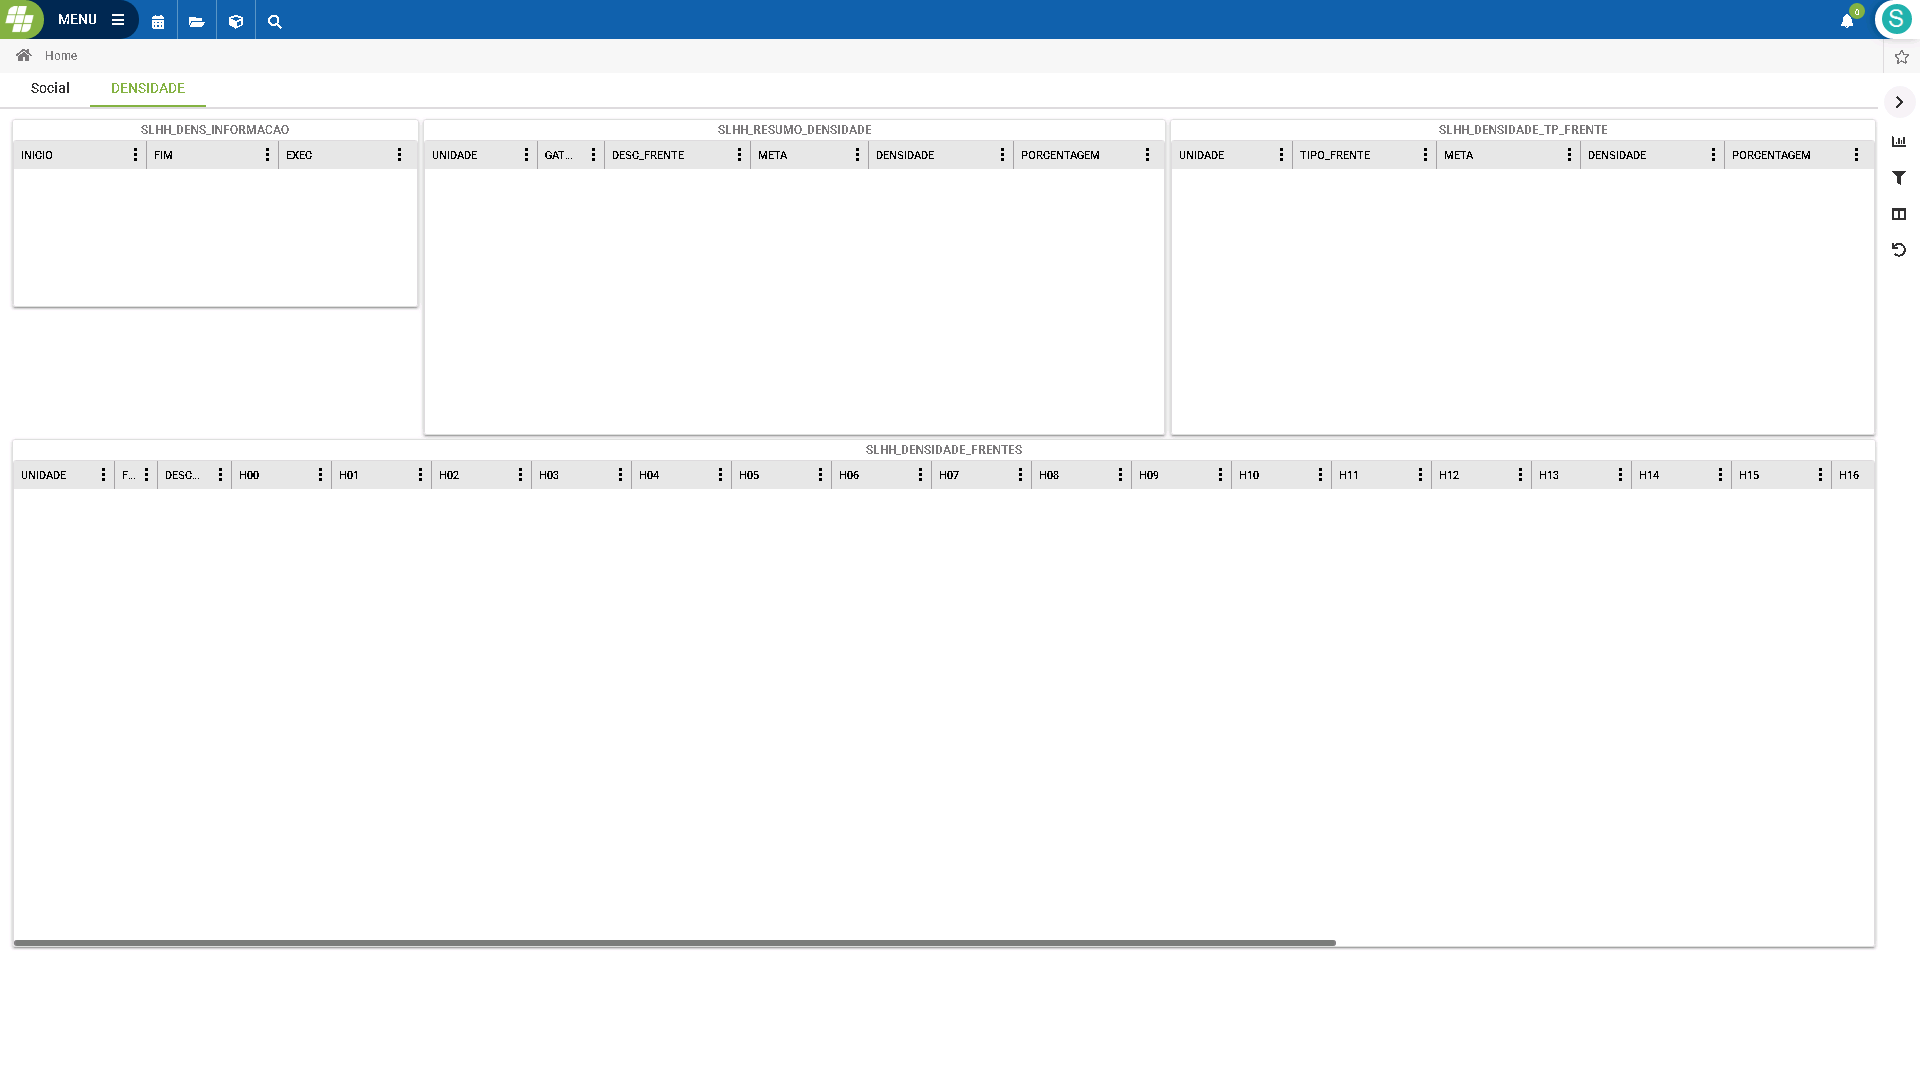 MENU
0
S
Home
Social
DENSIDADE
SLHH_DENS_INFORMACAO
INICIO FIM EXEC
SLHH_RESUMO_DENSIDADE
UNIDADE GAT... DESC_FRENTE META DENSIDADE PORCENTAGEM
SLHH_DENSIDADE_TP_FRENTE
UNIDADE TIPO_FRENTE META DENSIDADE PORCENTAGEM
SLHH_DENSIDADE_FRENTES
UNIDADE F... DESC... H00 H01 H02 H03 H04 H05 H06 H07 H08 H09 H10 H11 H12 H13 H14 H15 H16